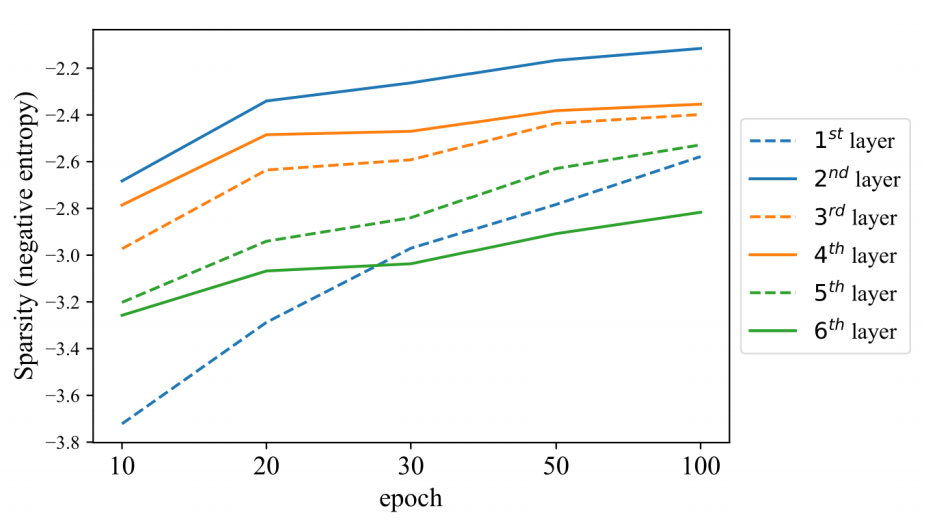 Sparsity (negative entropy)
−2.2
−2.4
−2.6
−2.8
−3.0
−3.2
−3.4
−3.6
−3.8
10 20 30 50 100
epoch
1st layer
2nd layer
3rd layer
4th layer
5th layer
6th layer